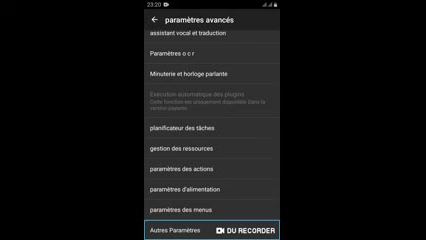 23:20
paramètres avancés
assistant vocal et traduction
Paramètres o c r
Minuterie et horloge parlante
Exécution automatique des plugins
Cette fonction est uniquement disponible Dans la
version payante.
planificateur des tâches
gestion des ressources
paramètres des actions
paramètres d'alimentation
paramètres des menus
Autres Paramètres
DU RECORDER